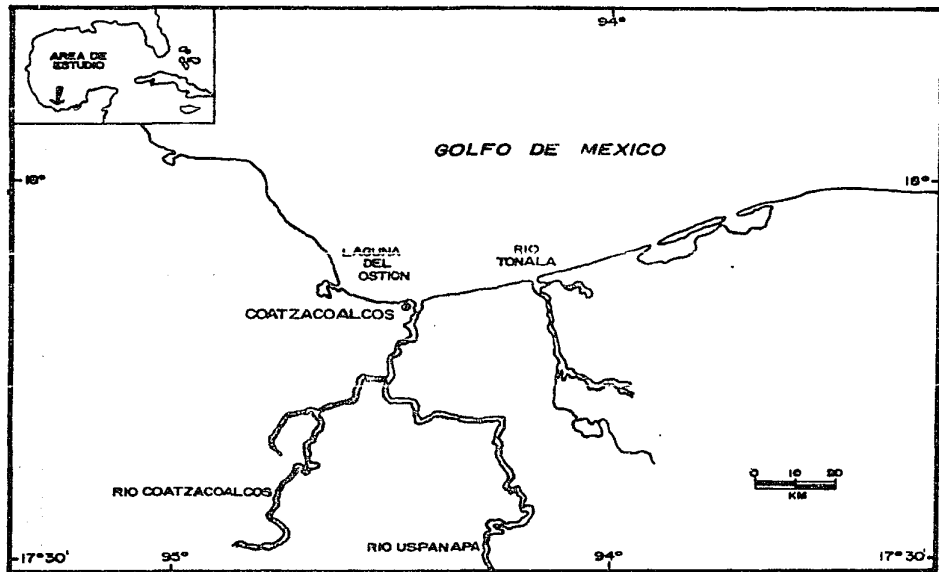 94°
AREA DE
ESTUDIO
GOLFO DE MEXICO
18°
18°
LAGUNA
DEL
OSTION
RIO
TONALA
COATZACOALCOS
RIO COATZACOALCOS
0 10 20
KM
RIO USPANAPA
17°30'
95°
94°
17°30'